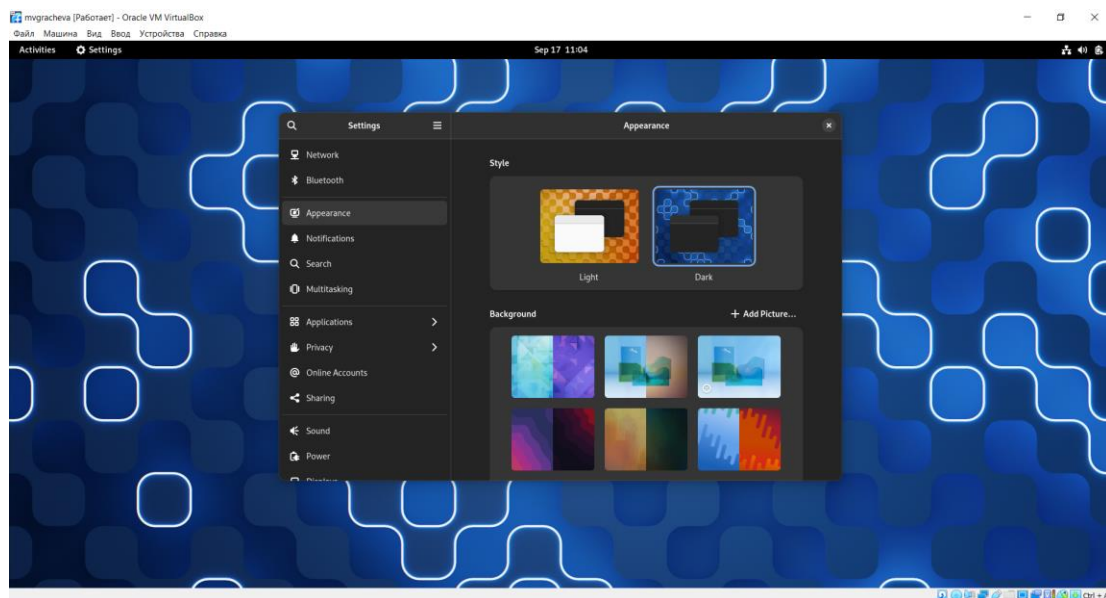 mvgracheva [Работает] - Oracle VM VirtualBox
Файл Машина Вид Ввод Устройства Справка
Activities Settings Sep 17 11:04
Settings Appearance
Network
Bluetooth
Appearance
Notifications
Search
Multitasking
Applications
Privacy
Online Accounts
Sharing
Sound
Power
Displays
Style
Light Dark
Background + Add Picture...